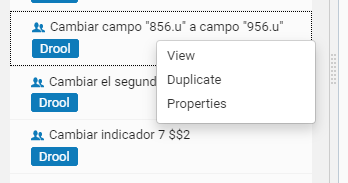 Cambiar campo "856.u" a campo "956.u"
Drool
View
Duplicate
Properties
Cambiar el segund
Drool
Cambiar indicador 7 $$2
Drool